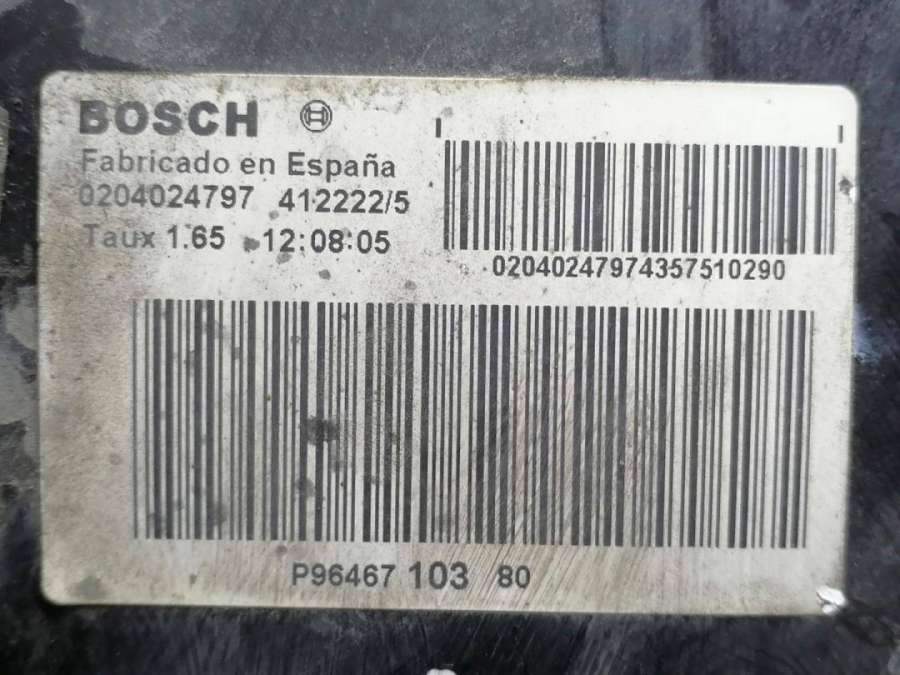 BOSCH
Fabricado en España
0204024797 412222/5
Taux 1.65 12:08:05
02040247974357510290
P96467 103 80